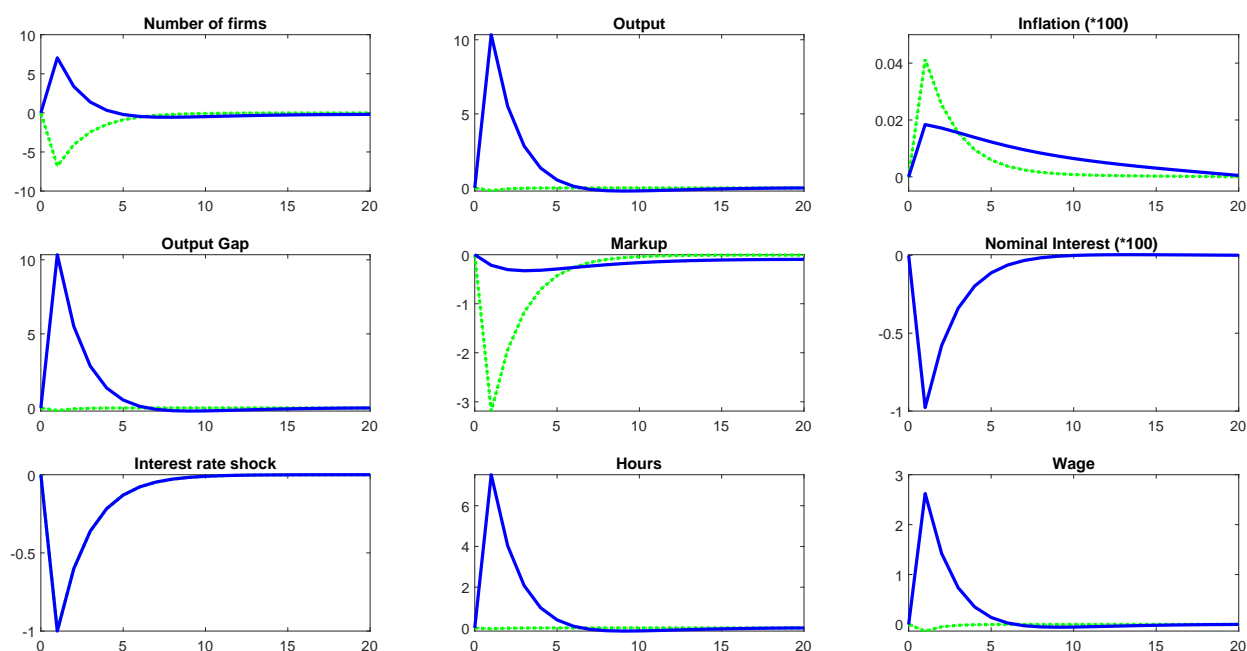 Number of firms
10
5
0
-5
-10
0 5 10 15 20
Output
10
5
0
0 5 10 15 20
Inflation (*100)
0.04
0.02
0
0 5 10 15 20
Output Gap
10
5
0
0 5 10 15 20
Markup
0
-1
-2
-3
0 5 10 15 20
Nominal Interest (*100)
0
-0.5
-1
0 5 10 15 20
Interest rate shock
0
-0.5
-1
0 5 10 15 20
Hours
6
4
2
0
0 5 10 15 20
Wage
3
2
1
0
0 5 10 15 20